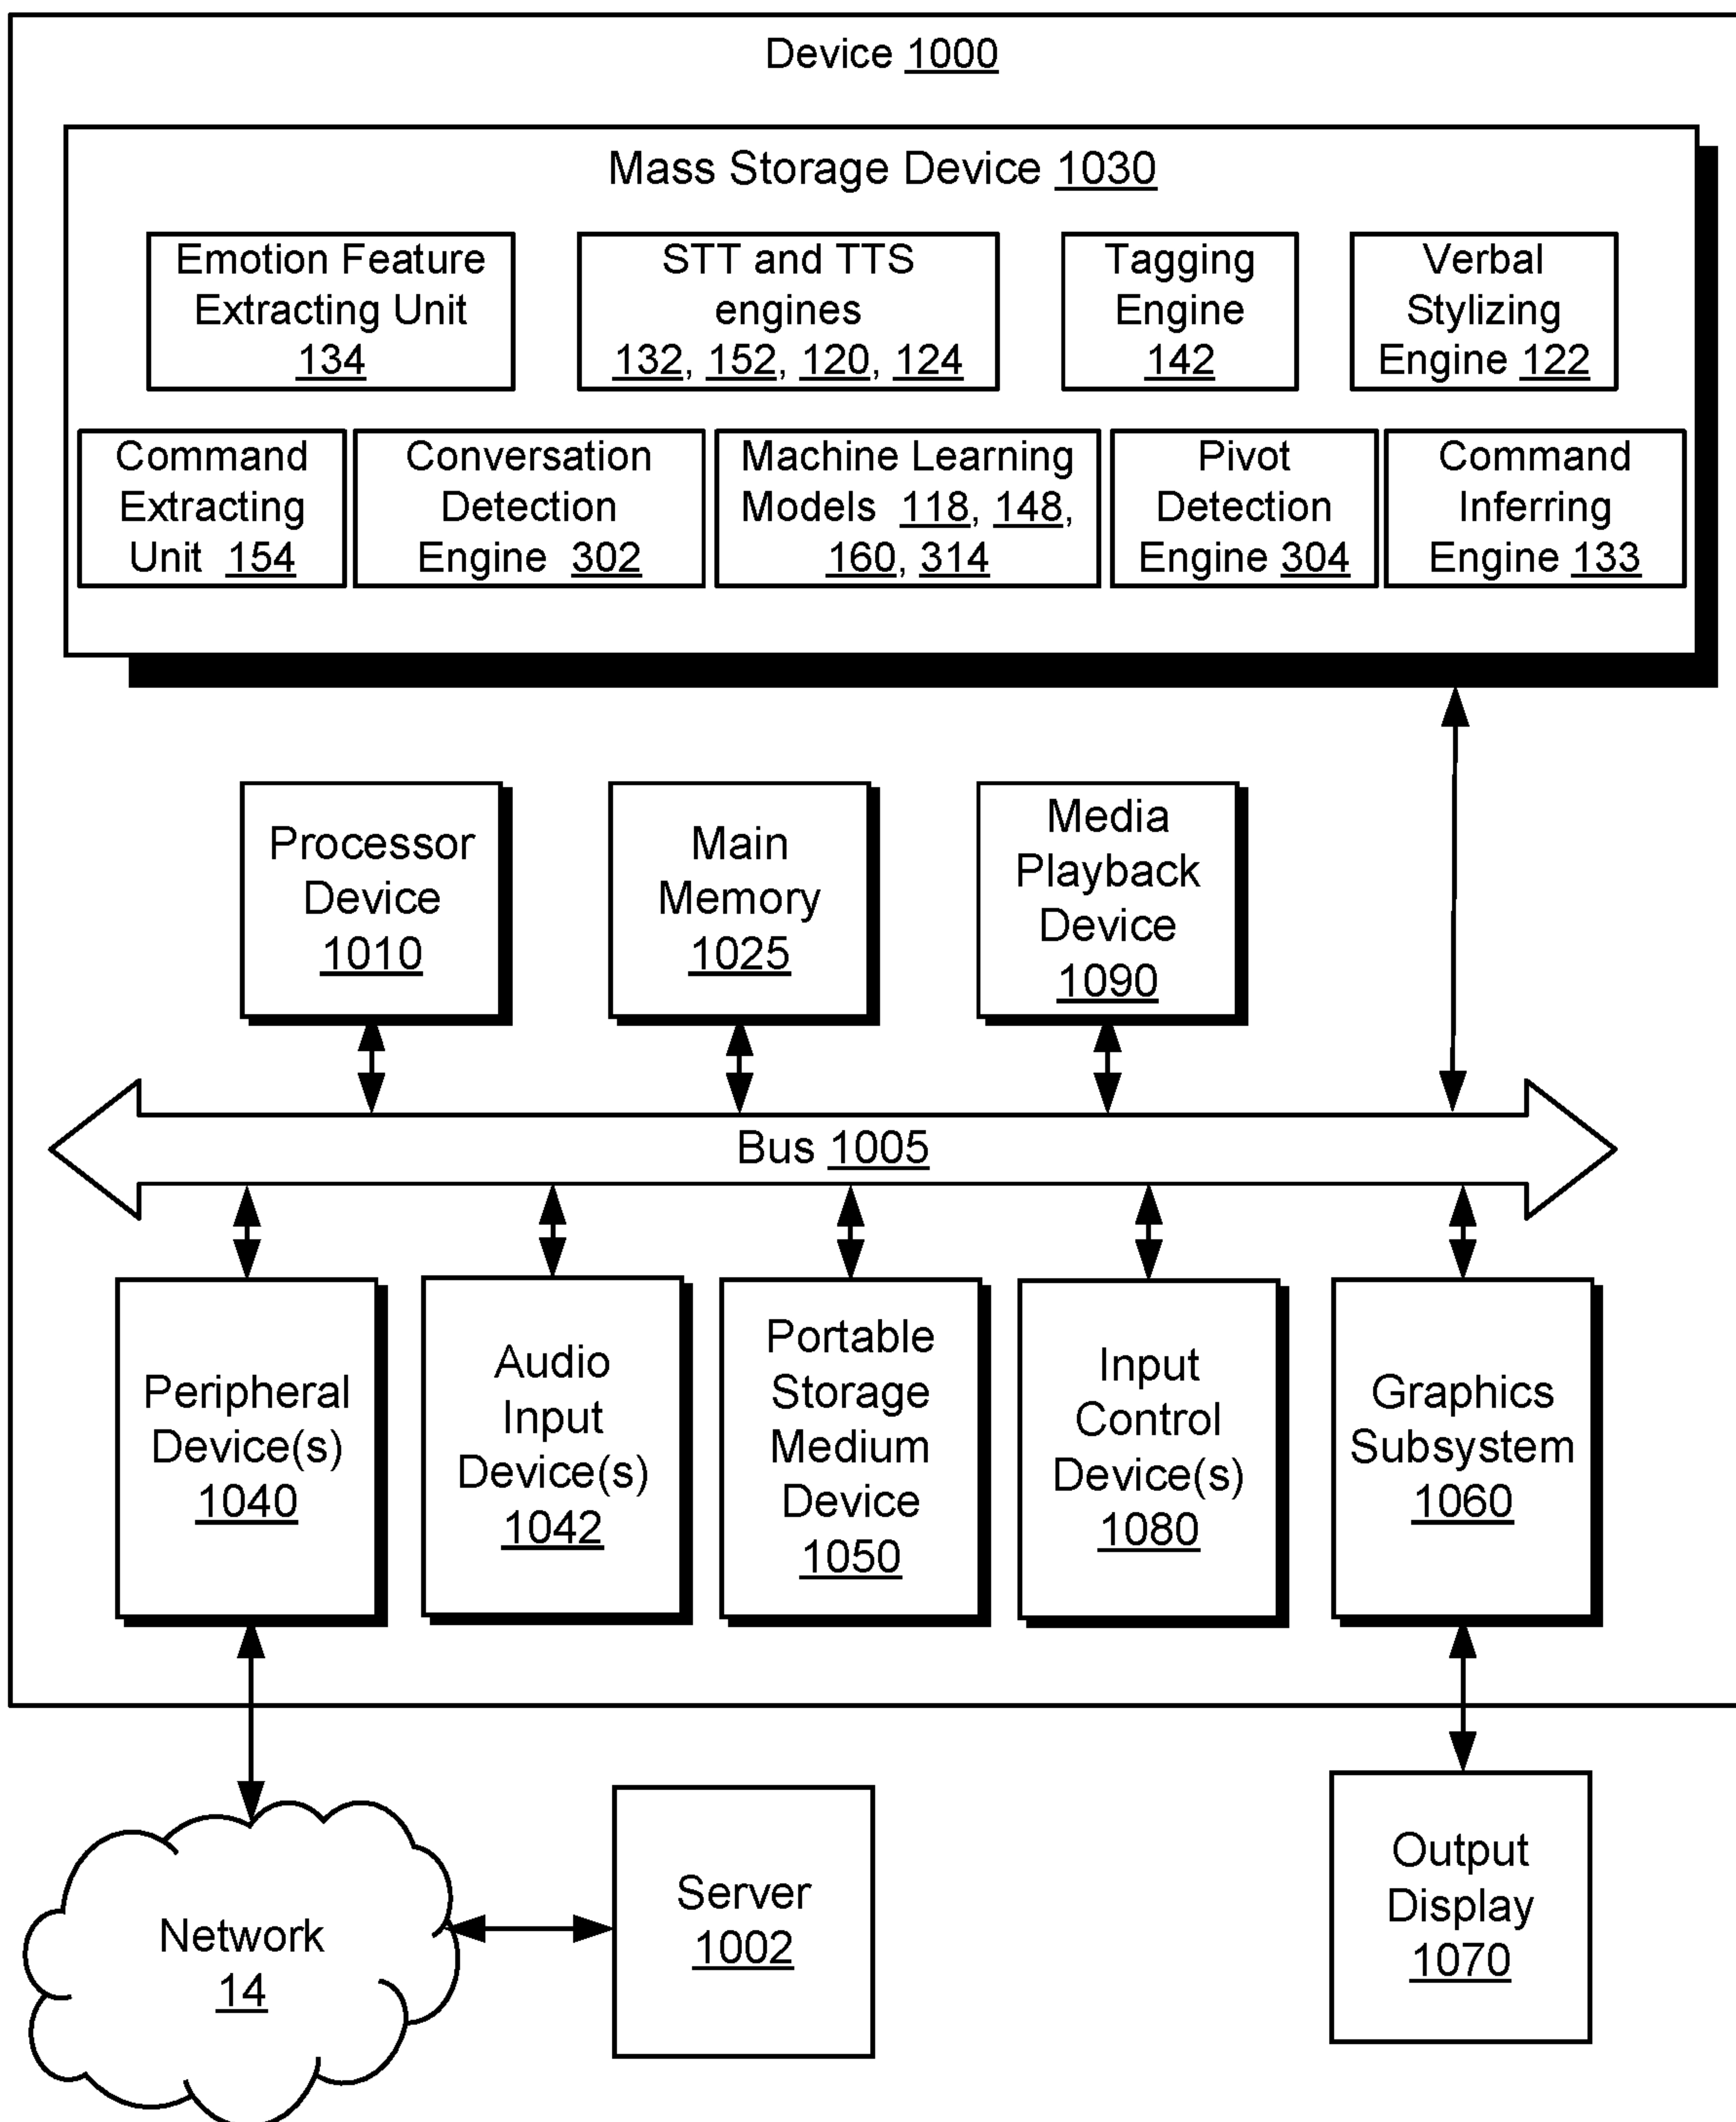 Device 1000
Mass Storage Device 1030
Emotion Feature
Extracting Unit
134
STT and TTS
engines
132, 152, 120, 124
Tagging
Engine
142
Verbal
Stylizing
Engine 122
Command
Extracting
Unit 154
Conversation
Detection
Engine 302
Machine Learning
Models 118, 148,
160, 314
Pivot
Detection
Engine 304
Command
Inferring
Engine 133
Processor
Device
1010
Main
Memory
1025
Media
Playback
Device
1090
Bus 1005
Peripheral
Device(s)
1040
Audio
Input
Device(s)
1042
Portable
Storage
Medium
Device
1050
Input
Control
Device(s)
1080
Graphics
Subsystem
1060
Network
14
Server
1002
Output
Display
1070